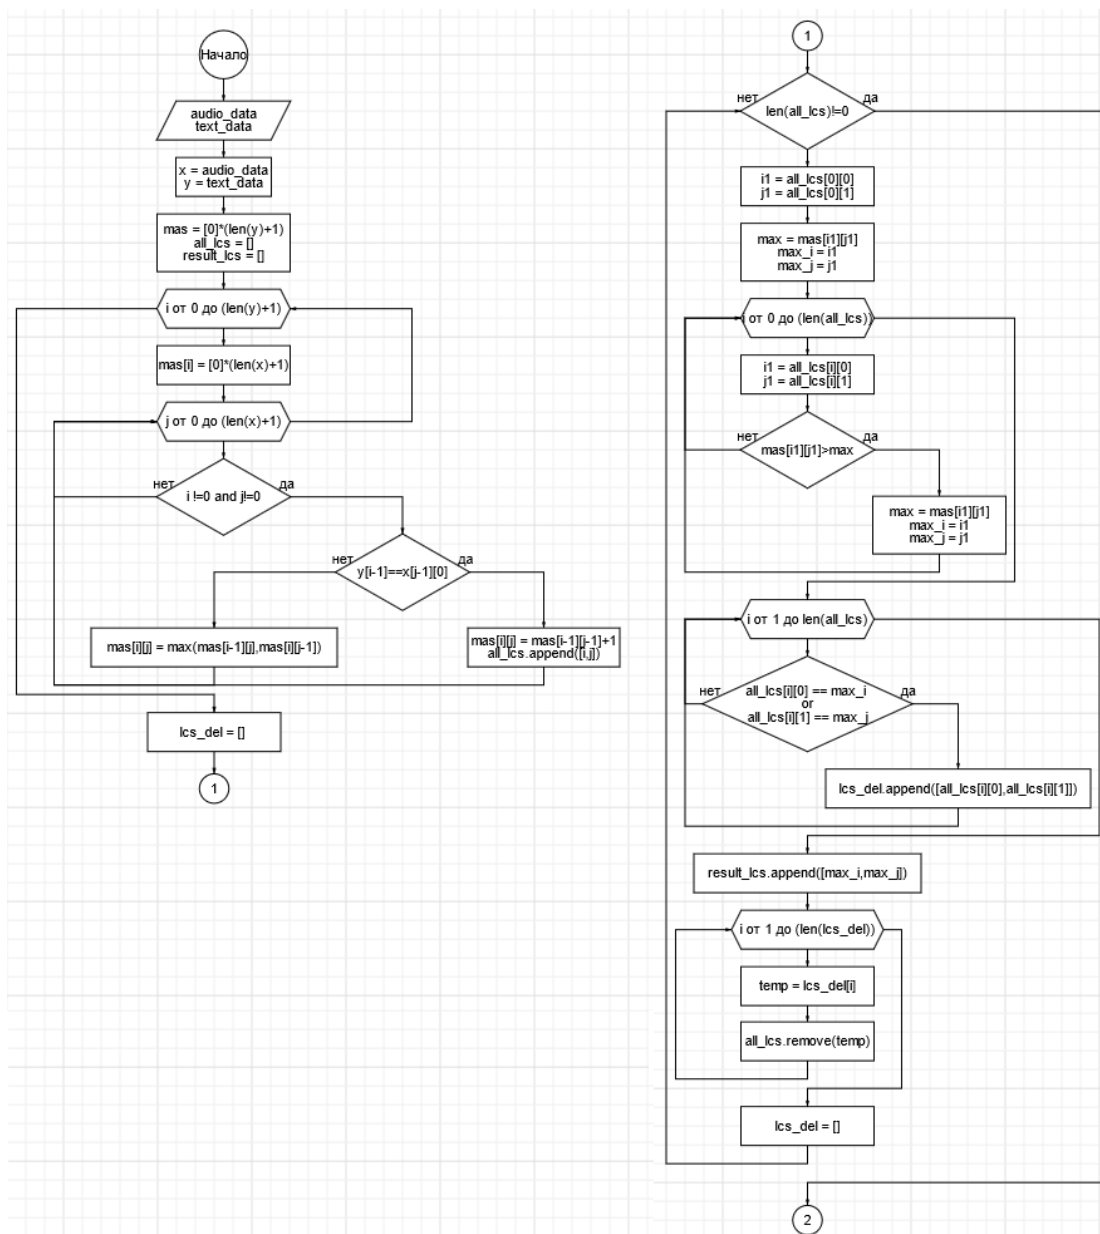 Начало
audio_data
text_data
x = audio_data
y = text_data
mas = [0]*(len(y)+1)
all_lcs = []
result_lcs = []
i от 0 до (len(y)+1)
mas[i] = [0]*(len(x)+1)
j от 0 до (len(x)+1)
нет
i !=0 and j!=0
да
нет
y[i-1]==x[j-1][0]
да
mas[i][j] = max(mas[i-1][j],mas[i][j-1])
mas[i][j] = mas[i-1][j-1]+1
all_lcs.append([i,j])
lcs_del = []
1
1
нет
len(all_lcs)!=0
да
i1 = all_lcs[0][0]
j1 = all_lcs[0][1]
max = mas[i1][j1]
max_i = i1
max_j = j1
i от 0 до (len(all_lcs))
i1 = all_lcs[i][0]
j1 = all_lcs[i][1]
нет
mas[i1][j1]>max
да
max = mas[i1][j1]
max_i = i1
max_j = j1
i от 1 до len(all_lcs)
нет
all_lcs[i][0] == max_i
or
all_lcs[i][1] == max_j
да
lcs_del.append([all_lcs[i][0],all_lcs[i][1]])
result_lcs.append([max_i,max_j])
i от 1 до (len(lcs_del))
temp = lcs_del[i]
all_lcs.remove(temp)
lcs_del = []
2